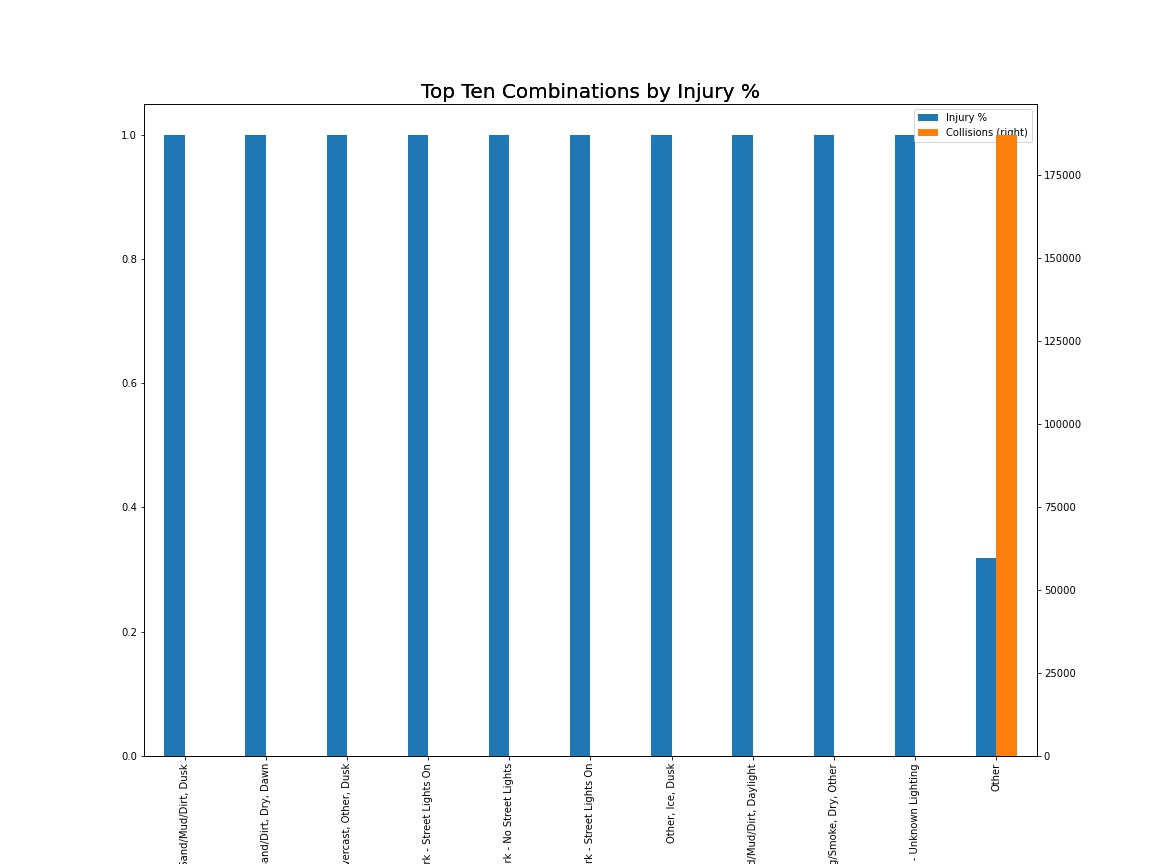 Top Ten Combinations by Injury %
Injury %
Collisions (right)
1.0
0.8
0.6
0.4
0.2
0.0
175000
150000
125000
100000
75000
50000
25000
0
Sand/Mud/Dirt, Dusk
and/Dirt, Dry, Dawn
vercast, Other, Dusk
rk - Street Lights On
rk - No Street Lights
rk - Street Lights On
Other, Ice, Dusk
d/Mud/Dirt, Daylight
g/Smoke, Dry, Other
- Unknown Lighting
Other